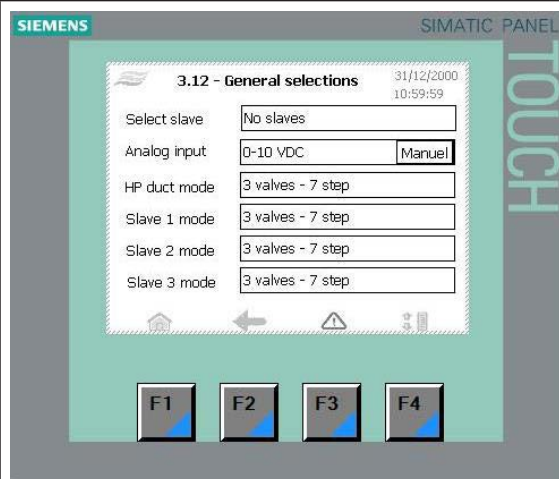 SIEMENS
SIMATIC PANEL
TOUCH
3.12 - General selections
31/12/2000
10:59:59
Select slave No slaves
Analog input 0-10 VDC Manuel
HP duct mode 3 valves - 7 step
Slave 1 mode 3 valves - 7 step
Slave 2 mode 3 valves - 7 step
Slave 3 mode 3 valves - 7 step
F1 F2 F3 F4